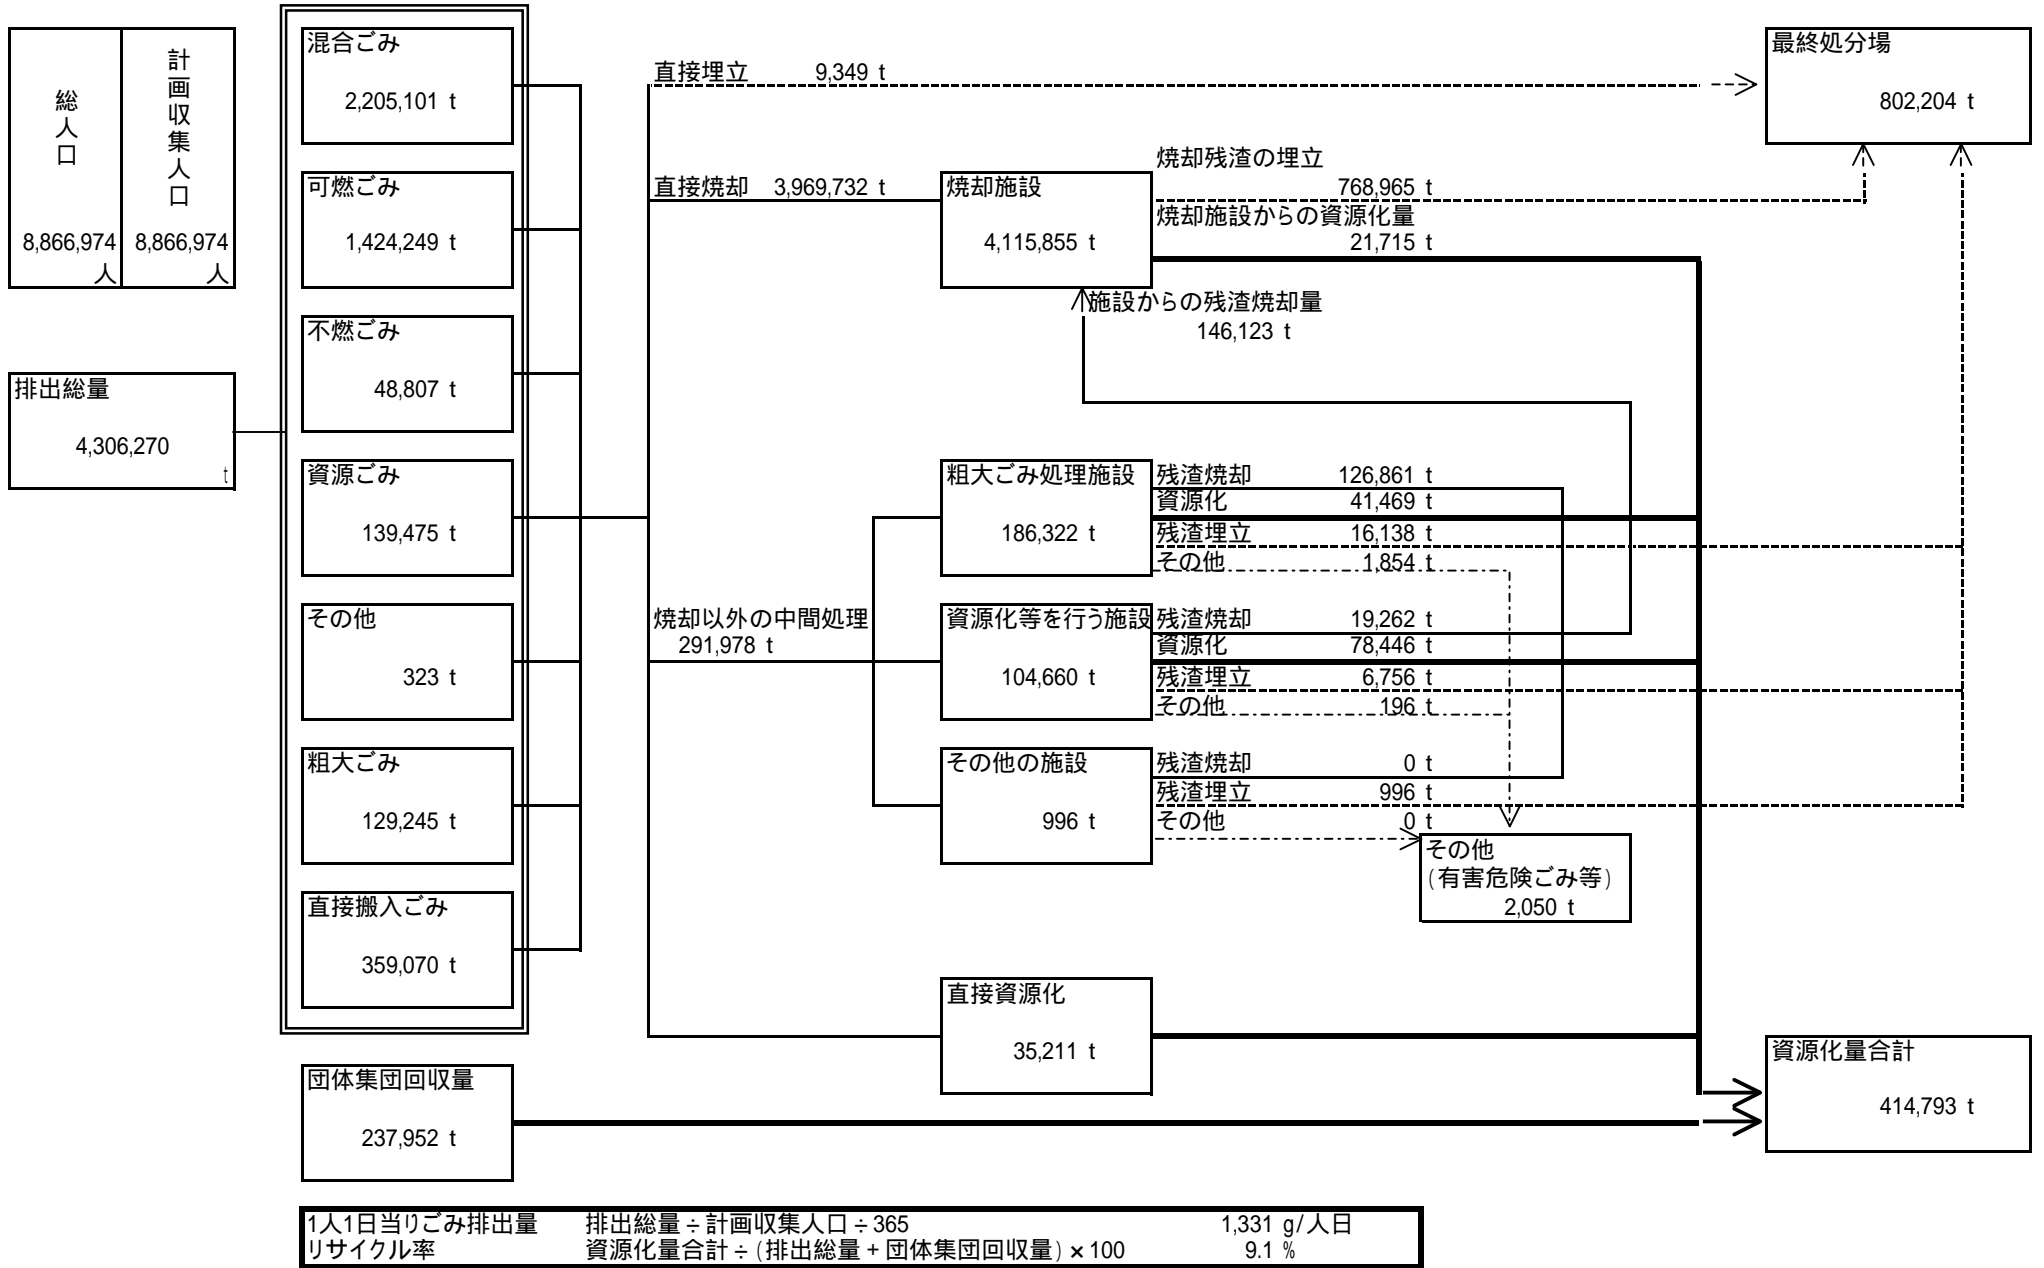 総人口
8,866,974
人
計画収集人口
8,866,974
人
排出総量
4,306,270
t
混合ごみ
2,205,101 t
可燃ごみ
1,424,249 t
不燃ごみ
48,807 t
資源ごみ
139,475 t
その他
323 t
粗大ごみ
129,245 t
直接搬入ごみ
359,070 t
団体集団回収量
237,952 t
直接埋立 9,349 t
直接焼却 3,969,732 t
焼却以外の中間処理
291,978 t
焼却施設
4,115,855 t
焼却残渣の埋立
768,965 t
焼却施設からの資源化量
21,715 t
施設からの残渣焼却量
146,123 t
粗大ごみ処理施設
186,322 t
残渣焼却 126,861 t
資源化 41,469 t
残渣埋立 16,138 t
その他 1,854 t
資源化等を行う施設
104,660 t
残渣焼却 19,262 t
資源化 78,446 t
残渣埋立 6,756 t
その他 196 t
その他の施設
996 t
残渣焼却 0 t
残渣埋立 996 t
その他 0 t
その他
(有害危険ごみ等)
2,050 t
直接資源化
35,211 t
最終処分場
802,204 t
資源化量合計
414,793 t
1人1日当りごみ排出量 排出総量÷計画収集人口÷365 1,331 g/人日
リサイクル率 資源化量合計÷(排出総量+団体集団回収量)×100 9.1 %